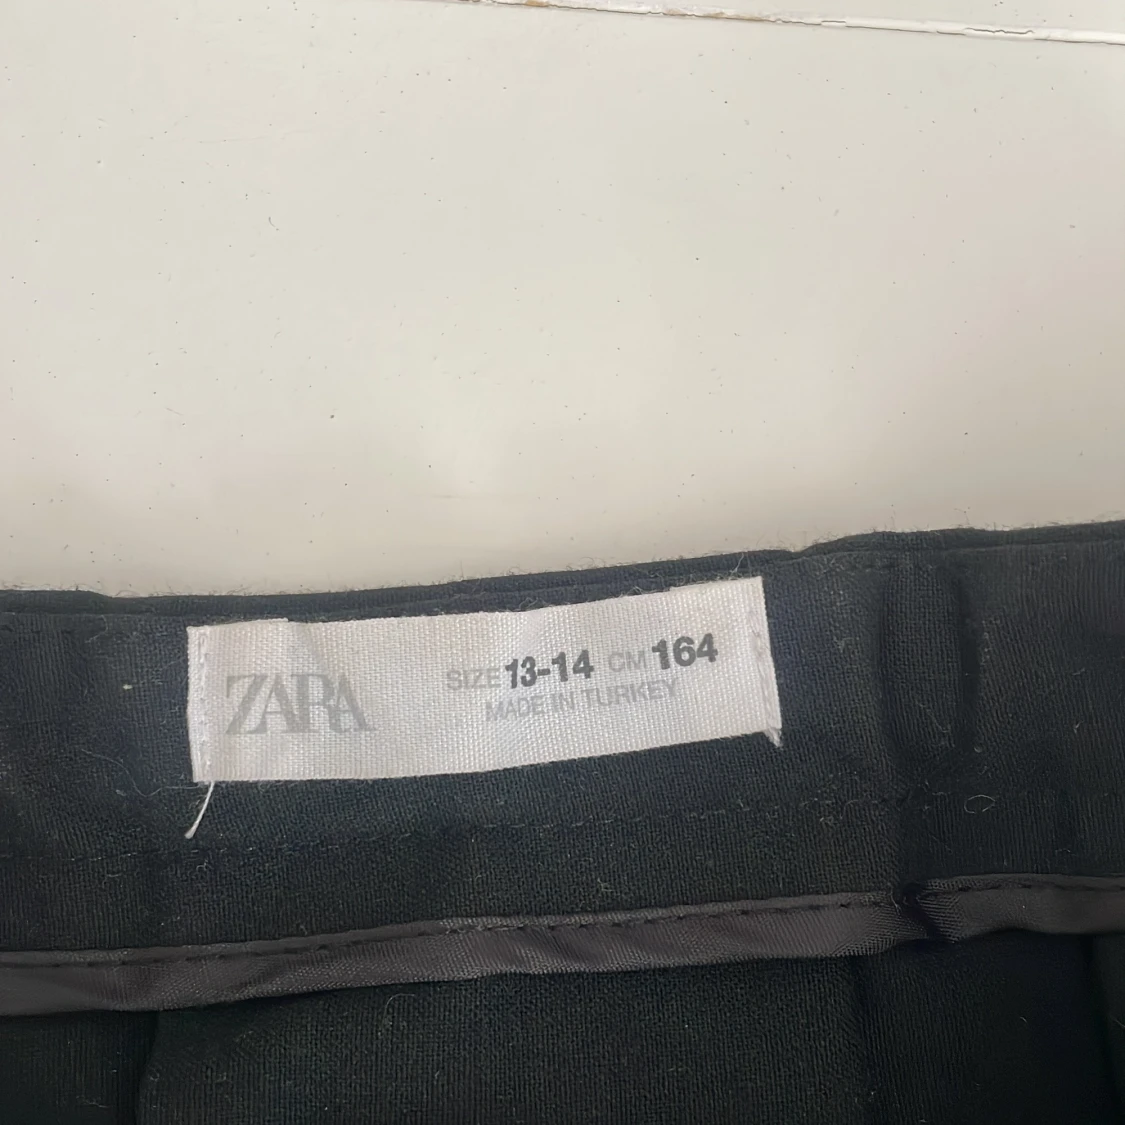 ZARA
SIZE 13-14 CM 164
MADE IN TURKEY